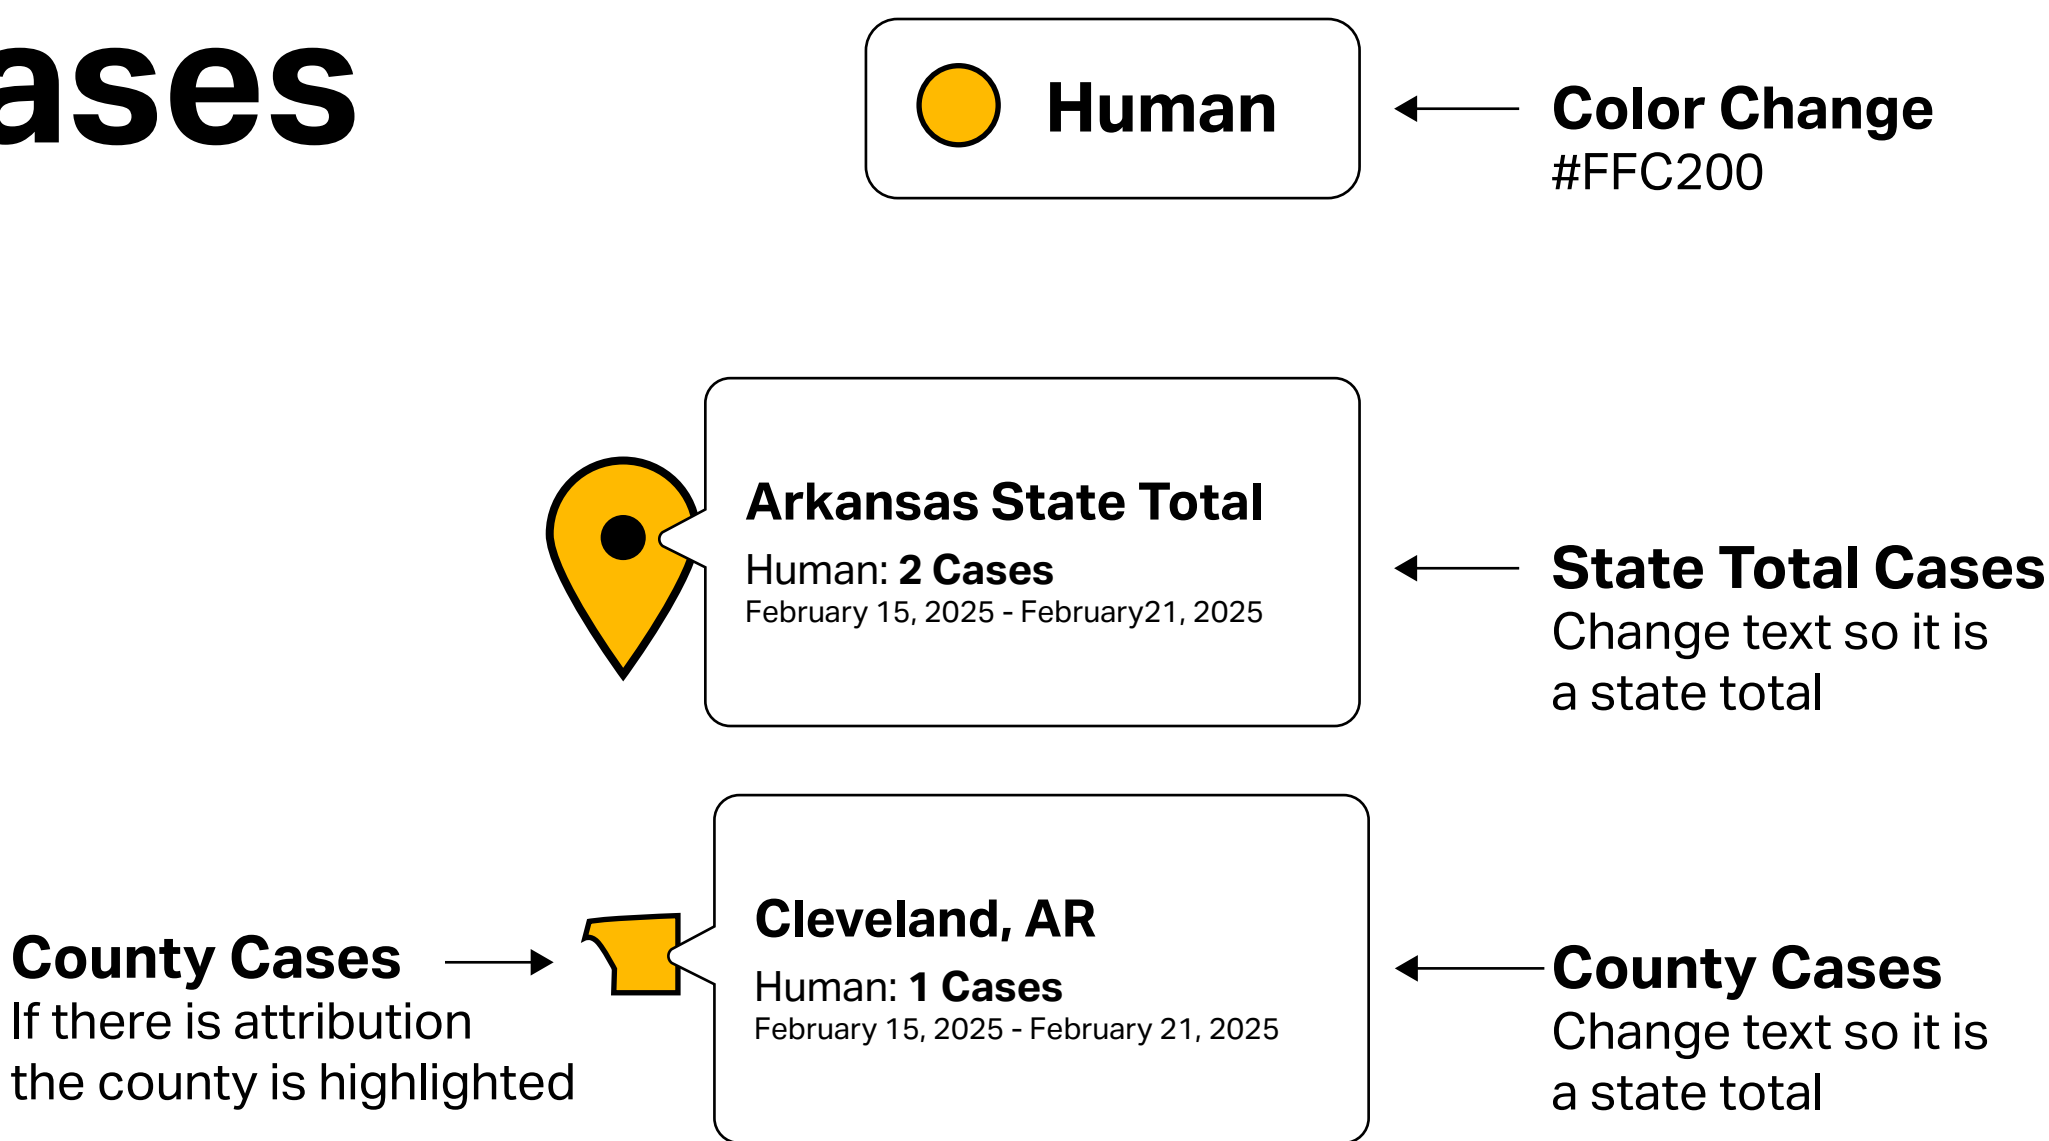 ases
Human
Color Change
#FFC200
Arkansas State Total
Human: 2 Cases
February 15, 2025 - February21, 2025
State Total Cases
Change text so it is
a state total
County Cases
If there is attribution
the county is highlighted
Cleveland, AR
Human: 1 Cases
February 15, 2025 - February 21, 2025
County Cases
Change text so it is
a state total